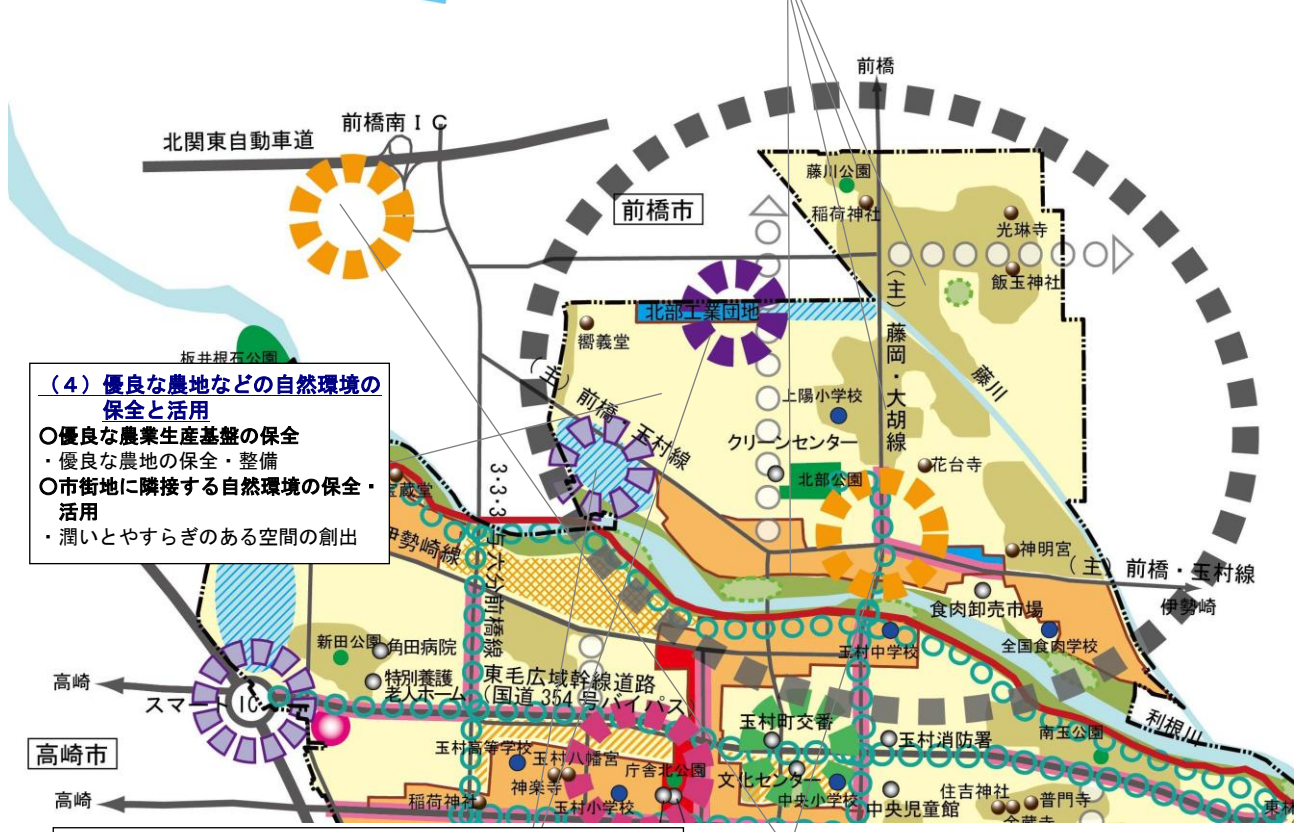 前橋
前橋南ＩＣ
北関東自動車道
藤川公園
前橋市
稲荷神社
光琳寺
飯玉神社
北部工業団地
（主）藤岡・大胡線
嚮義堂
板井根石公園
（４）優良な農地などの自然環境の
保全と活用
○優良な農業生産基盤の保全
・優良な農地の保全・整備
○市街地に隣接する自然環境の保全・
活用
・潤いとやすらぎのある空間の創出
（主）前橋・玉村線
藤川
上陽小学校
クリーンセンター
花台寺
北部公園
宝蔵堂
3・3・3 与六分前橋線
伊勢崎線
神明宮
（主）前橋・玉村線
伊勢崎
食肉卸売市場
全国食肉学校
玉村中学校
新田公園
角田病院
特別養護
老人ホーム
東毛広域幹線道路
（国道354号バイパス
高崎
スマートIC
利根川
玉村町交番
玉村消防署
南玉公園
高崎市
玉村高等学校
玉村八幡宮
庁舎北公園
文化センター
神楽寺
中央小学校
住吉神社
普門寺
高崎
稲荷神社
玉村小学校
中央児童館
金蔵寺
東林